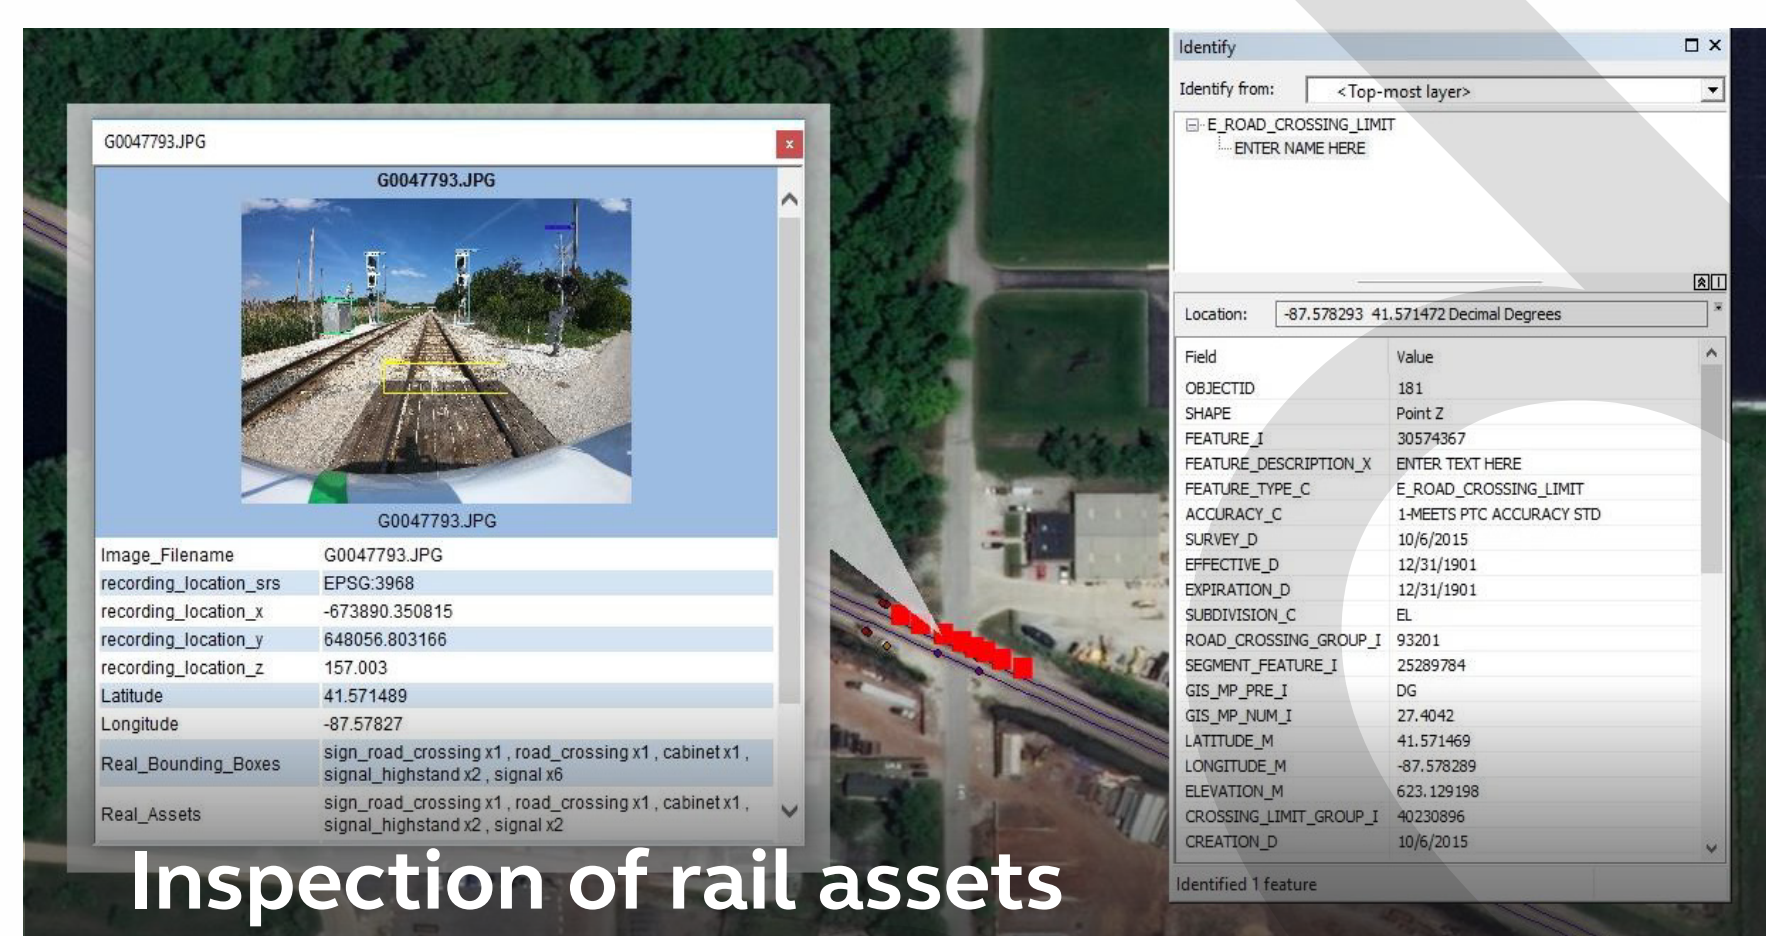 G0047793.JPG
x
G0047793.JPG
G0047793.JPG
Image_Filename G0047793.JPG
recording_location_srs EPSG:3968
recording_location_x -673890.350815
recording_location_y 648056.803166
recording_location_z 157.003
Latitude 41.571489
Longitude -87.57827
Real_Bounding_Boxes sign_road_crossing x1 , road_crossing x1 , cabinet x1 ,
signal_highstand x2 , signal x6
Real_Assets sign_road_crossing x1 , road_crossing x1 , cabinet x1 ,
signal_highstand x2 , signal x2
Inspection of rail assets
Identify
Identify from: <Top-most layer>
E_ROAD_CROSSING_LIMIT
ENTER NAME HERE
Location: -87.578293 41.571472 Decimal Degrees
Field Value
OBJECTID 181
SHAPE Point Z
FEATURE_I 30574367
FEATURE_DESCRIPTION_X ENTER TEXT HERE
FEATURE_TYPE_C E_ROAD_CROSSING_LIMIT
ACCURACY_C 1-MEETS PTC ACCURACY STD
SURVEY_D 10/6/2015
EFFECTIVE_D 12/31/1901
EXPIRATION_D 12/31/1901
SUBDIVISION_C EL
ROAD_CROSSING_GROUP_I 93201
SEGMENT_FEATURE_I 25289784
GIS_MP_PRE_I DG
GIS_MP_NUM_I 27.4042
LATITUDE_M 41.571469
LONGITUDE_M -87.578289
ELEVATION_M 623.129198
CROSSING_LIMIT_GROUP_I 40230896
CREATION_D 10/6/2015
Identified 1 feature